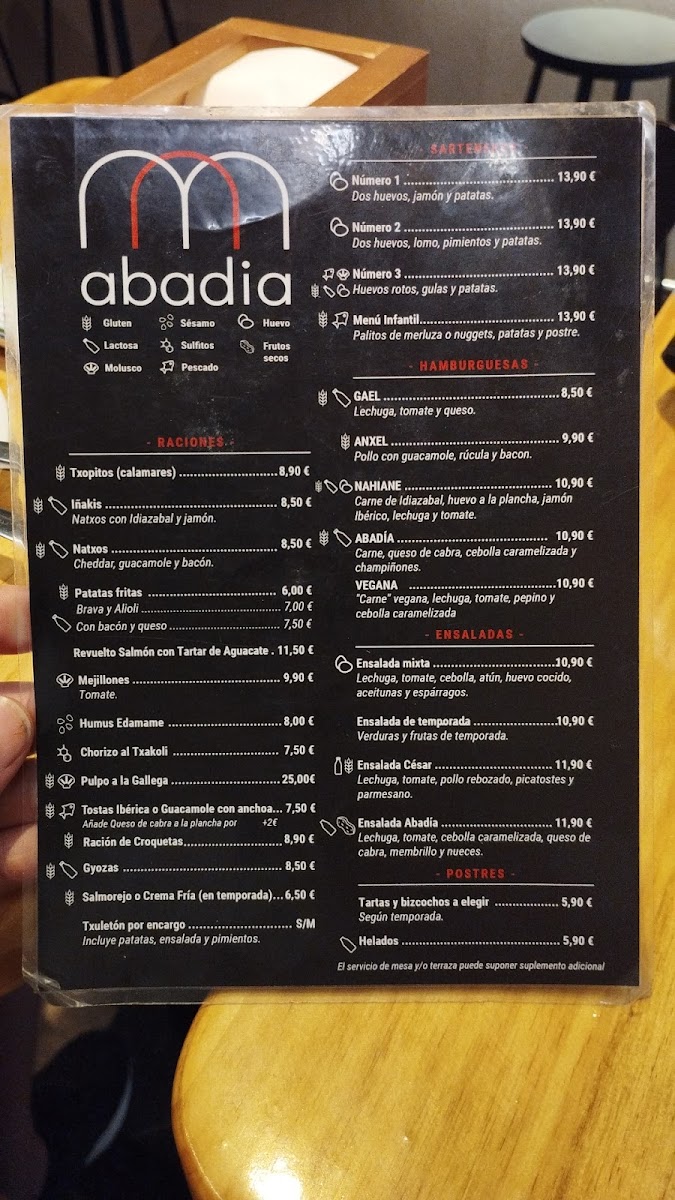 abadia
Gluten Sésamo Huevo
Lactosa Sulfitos Frutos secos
Molusco Pescado
- RACIONES -
Txopitos (calamares) 8,90 €
Iñakis 8,50 €
Natxos con Idiazabal y jamón.
Natxos 8,50 €
Cheddar, guacamole y bacón.
Patatas fritas 6,00 €
Brava y Alioli 7,00 €
Con bacón y queso 7,50 €
Revuelto Salmón con Tartar de Aguacate . 11,50 €
Mejillones 9,90 €
Tomate.
Humus Edamame 8,00 €
Chorizo al Txakoli 7,50 €
Pulpo a la Gallega 25,00€
Tostas Ibérica o Guacamole con anchoa... 7,50 €
Añade Queso de cabra a la plancha por +2€
Ración de Croquetas 8,90 €
Gyozas 8,50 €
Salmorejo o Crema Fría (en temporada)... 6,50 €
Txuletón por encargo S/M
Incluye patatas, ensalada y pimientos.
Número 1 13,90 €
Dos huevos, jamón y patatas.
Número 2 13,90 €
Dos huevos, lomo, pimientos y patatas.
Número 3 13,90 €
Huevos rotos, gulas y patatas.
Menú Infantil 13,90 €
Palitos de merluza o nuggets, patatas y postre.
- HAMBURGUESAS -
GAEL 8,50 €
Lechuga, tomate y queso.
ANXEL 9,90 €
Pollo con guacamole, rúcula y bacon.
NAHIANE 10,90 €
Carne de Idiazabal, huevo a la plancha, jamón
Ibérico, lechuga y tomate.
ABADÍA 10,90 €
Carne, queso de cabra, cebolla caramelizada y
champiñones.
VEGANA 10,90 €
"Carne" vegana, lechuga, tomate, pepino y
cebolla caramelizada
- ENSALADAS -
Ensalada mixta 10,90 €
Lechuga, tomate, cebolla, atún, huevo cocido,
aceitunas y espárragos.
Ensalada de temporada 10,90 €
Verduras y frutas de temporada.
Ensalada César 11,90 €
Lechuga, tomate, pollo rebozado, picatostes y
parmesano.
Ensalada Abadía 11,90 €
Lechuga, tomate, cebolla caramelizada, queso de
cabra, membrillo y nueces.
- POSTRES -
Tartas y bizcochos a elegir 5,90 €
Según temporada.
Helados 5,90 €
El servicio de mesa y/o terraza puede suponer suplemento adicional